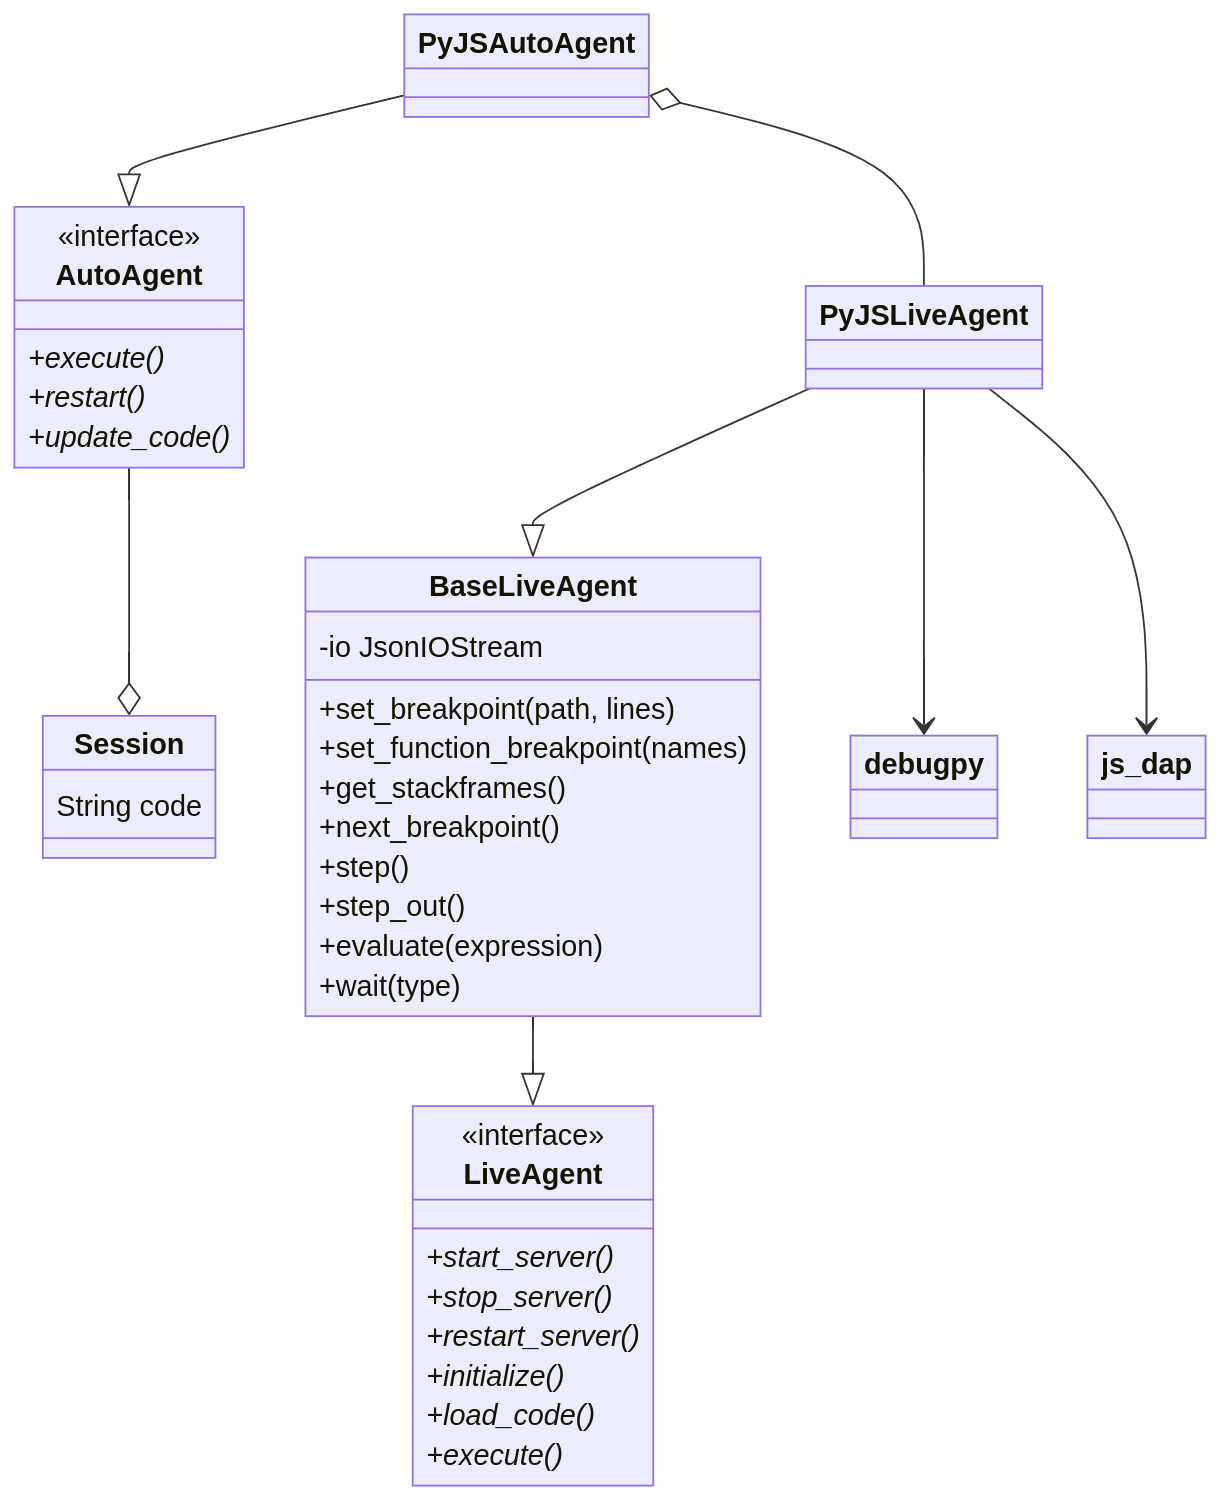 PyJSAutoAgent
«interface»
AutoAgent
+execute()
+restart()
+update_code()
PyJSLiveAgent
BaseLiveAgent
-io JsonIOStream
+set_breakpoint(path, lines)
+set_function_breakpoint(names)
+get_stackframes()
+next_breakpoint()
+step()
+step_out()
+evaluate(expression)
+wait(type)
Session
String code
debugpy
js_dap
«interface»
LiveAgent
+start_server()
+stop_server()
+restart_server()
+initialize()
+load_code()
+execute()